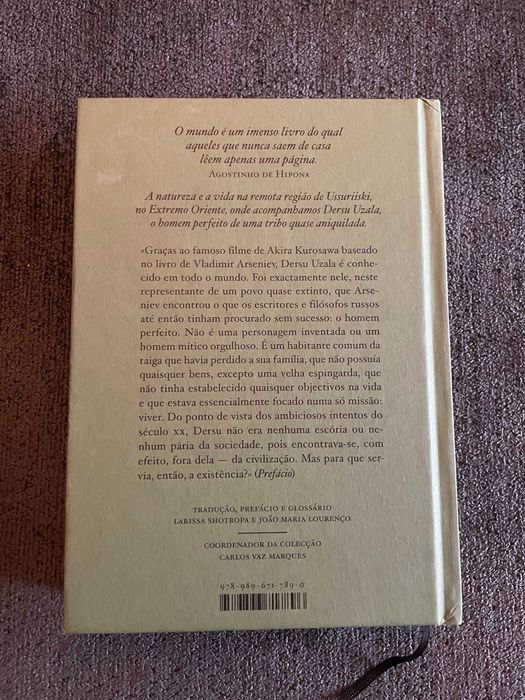 O mundo é um imenso livro do qual
aqueles que nunca saem de casa
lêem apenas uma página.
Agostinho de Hipona
A natureza e a vida na remota região de Ussuriiski,
no Extremo Oriente, onde acompanhamos Dersu Uzala,
o homem perfeito de uma tribo quase aniquilada.
«Graças ao famoso filme de Akira Kurosawa baseado
no livro de Vladimir Arseniev, Dersu Uzala é conhe-
cido em todo o mundo. Foi exactamente nele, neste
representante de um povo quase extinto, que Arse-
niev encontrou o que os escritores e filósofos russos
até então tinham procurado sem sucesso: o homem
perfeito. Não é uma personagem inventada ou um
homem mítico orgulhoso. É um habitante comum da
taiga que havia perdido a sua família, que não possuía
quaisquer bens, excepto uma velha espingarda, que
não tinha estabelecido quaisquer objectivos na vida
e que estava essencialmente focado numa só missão:
viver. Do ponto de vista dos ambiciosos intentos do
século xx, Dersu não era nenhuma escória ou ne-
nhum pária da sociedade, pois encontrava-se, com
efeito, fora dela — da civilização. Mas para que ser-
via, então, a existência?» (Prefácio)
TRADUÇÃO, PREFÁCIO E GLOSSÁRIO
LARISSA SHOTROPA E JOÃO MARIA LOURENÇO
COORDENADOR DA COLECÇÃO
CARLOS VAZ MARQUES
978-989-671-789-0